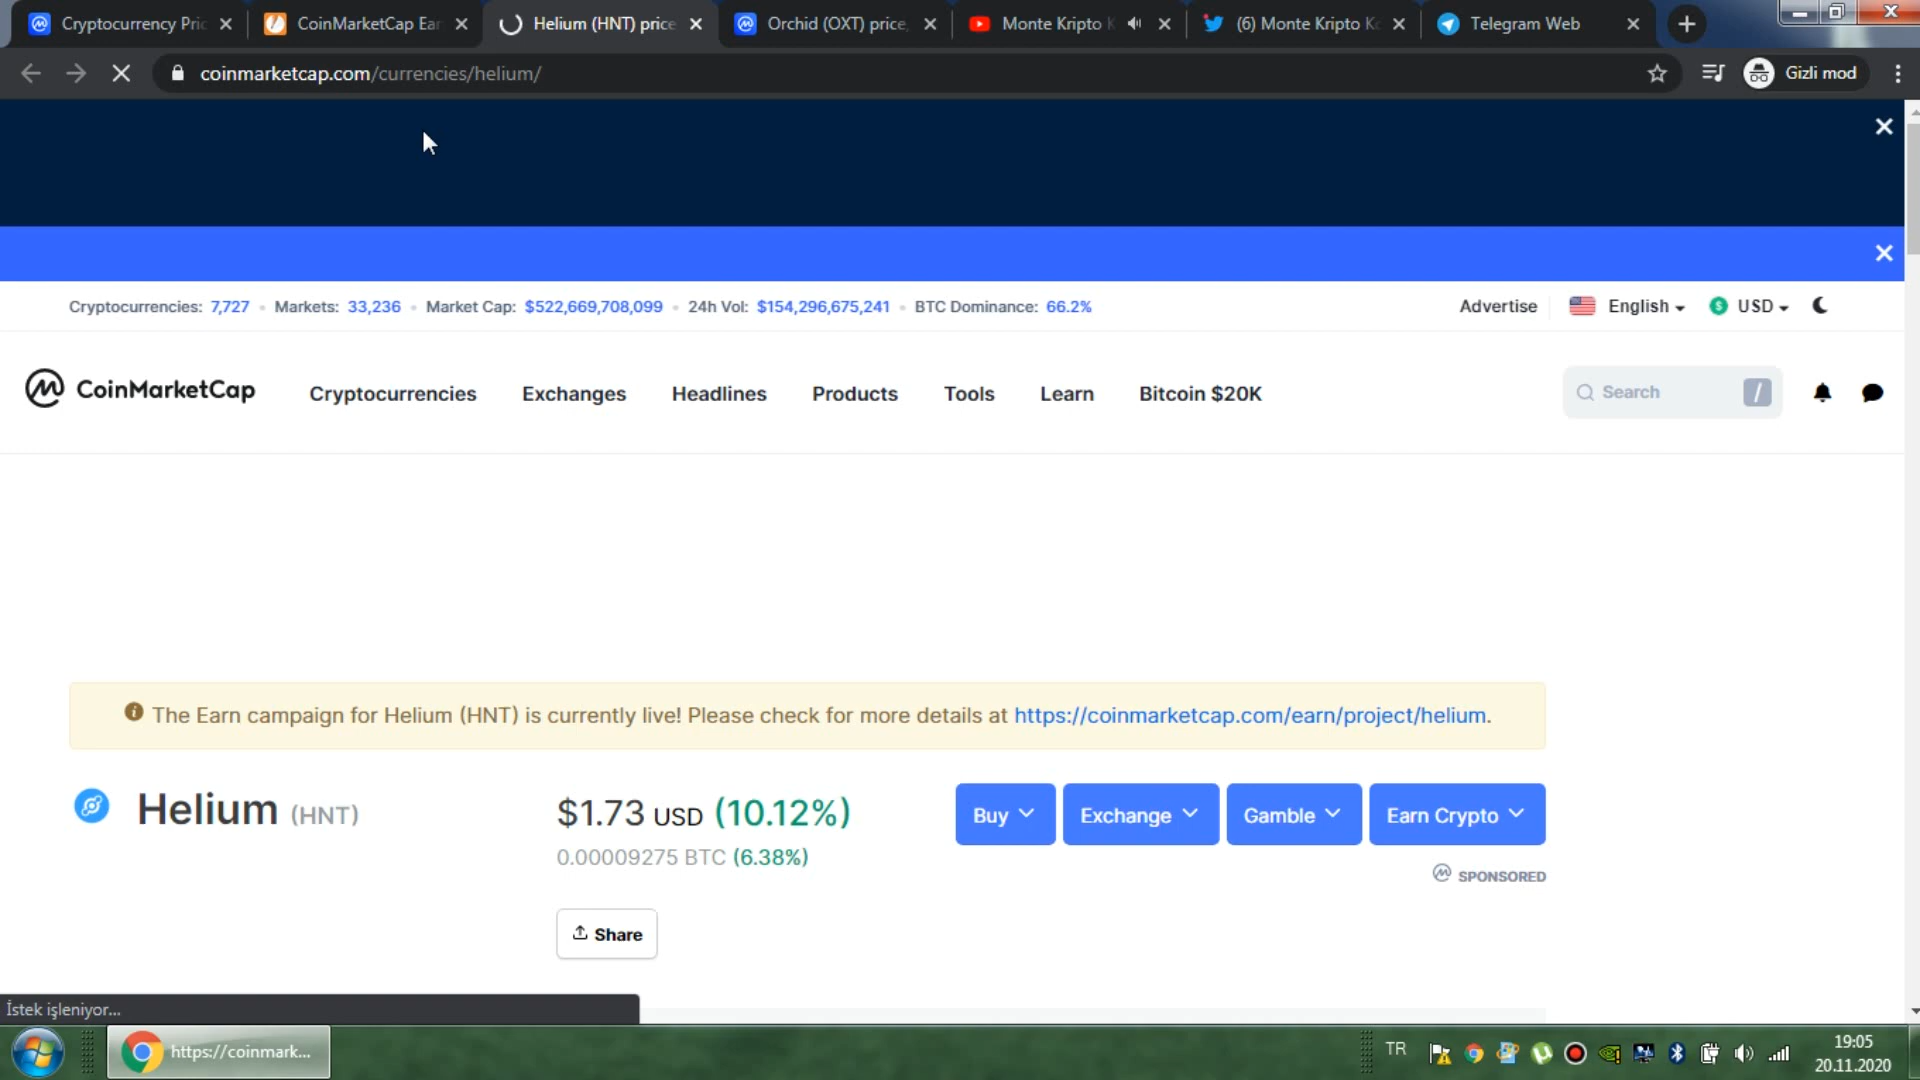 Cryptocurrency Pric
CoinMarketCap Ear
Helium (HNT) price
Orchid (OXT) price,
Monte Kripto K
(6) Monte Kripto Ko
Telegram Web
coinmarketcap.com/currencies/helium/
Gizli mod
Cryptocurrencies: 7,727 • Markets: 33,236 • Market Cap: $522,669,708,099 • 24h Vol: $154,296,675,241 • BTC Dominance: 66.2%
Advertise
English
USD
CoinMarketCap
Cryptocurrencies
Exchanges
Headlines
Products
Tools
Learn
Bitcoin $20K
Search
/
The Earn campaign for Helium (HNT) is currently live! Please check for more details at https://coinmarketcap.com/earn/project/helium.
Helium (HNT)
$1.73 USD (10.12%)
0.00009275 BTC (6.38%)
Buy
Exchange
Gamble
Earn Crypto
SPONSORED
Share
İstek işleniyor...
https://coinmark...
TR
19:05
20.11.2020